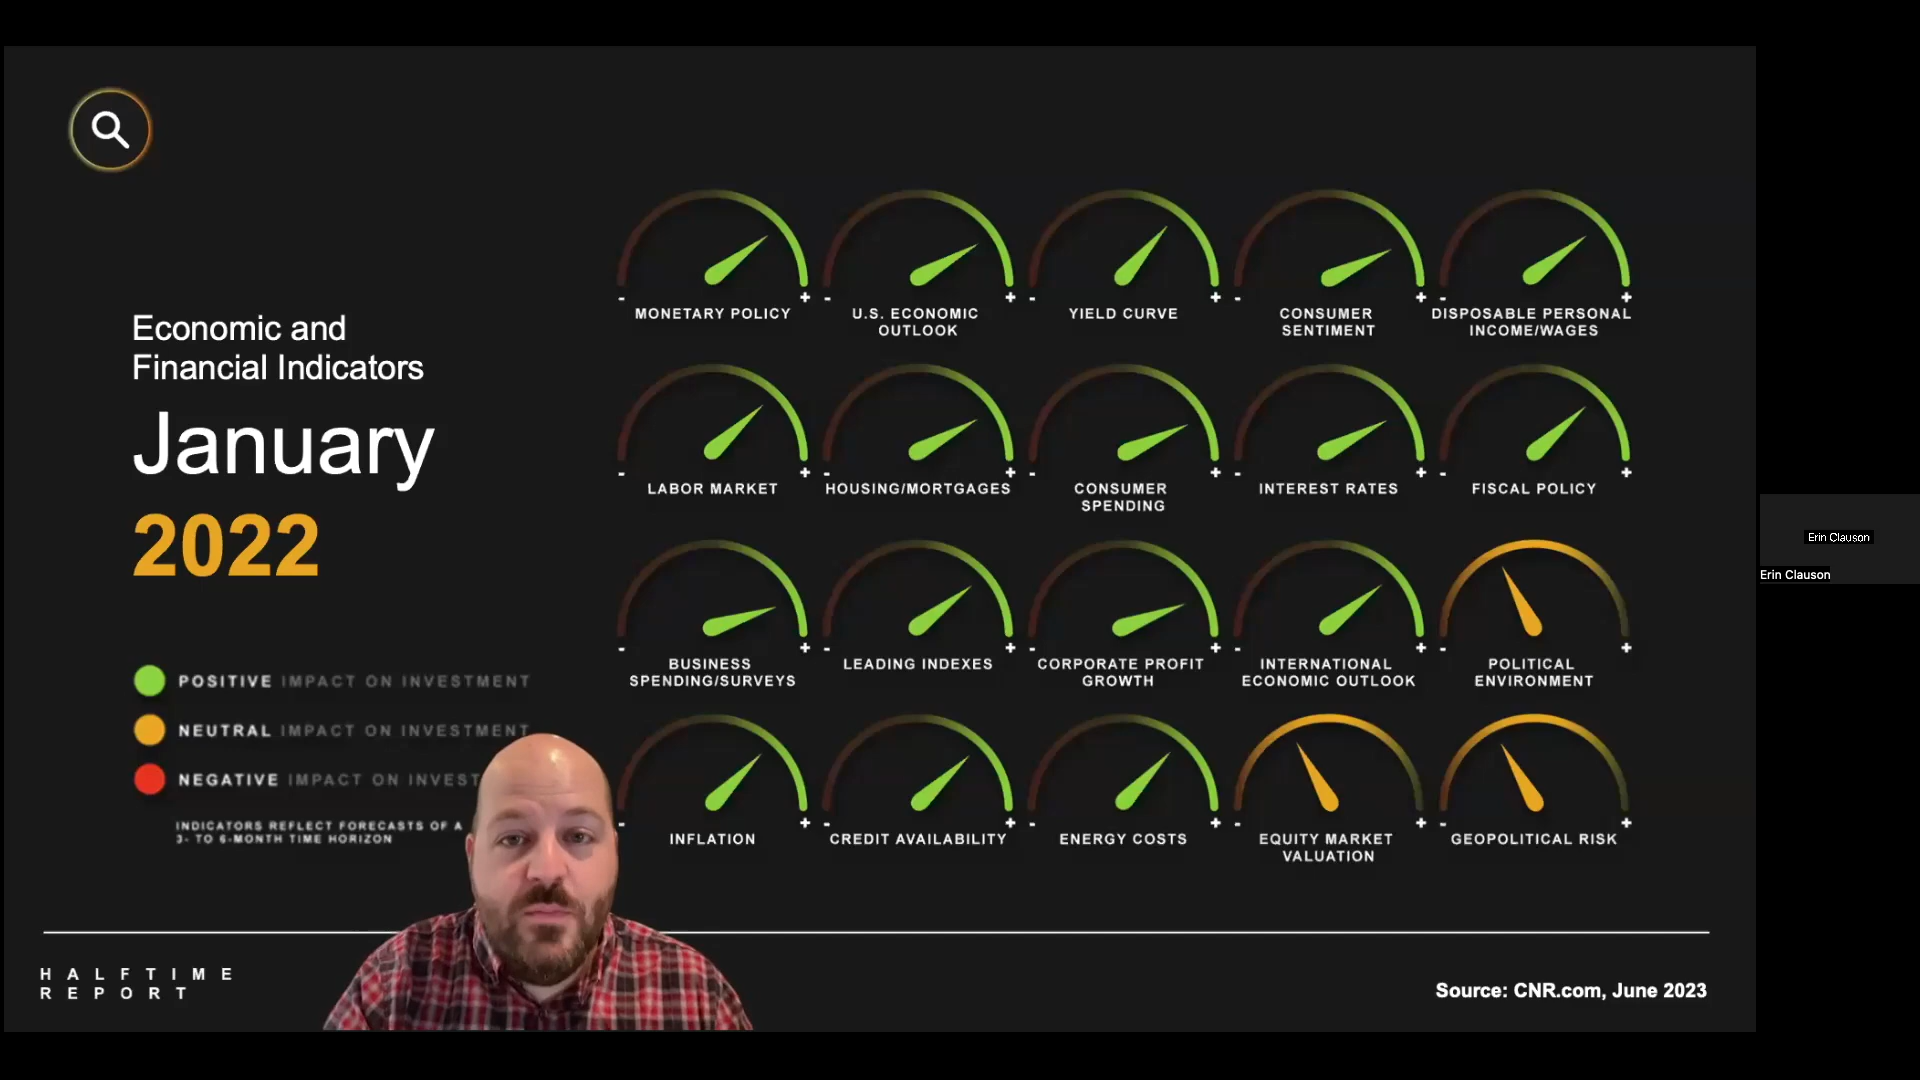 Economic and
Financial Indicators
January
2022
POSITIVE IMPACT ON INVESTMENT
NEUTRAL IMPACT ON INVESTMENT
NEGATIVE IMPACT ON INVEST
INDICATORS REFLECT FORECASTS OF A
3- TO 6-MONTH TIME HORIZON
- +
MONETARY POLICY
- +
U.S. ECONOMIC
OUTLOOK
- +
YIELD CURVE
- +
CONSUMER
SENTIMENT
- +
DISPOSABLE PERSONAL
INCOME/WAGES
- +
LABOR MARKET
- +
HOUSING/MORTGAGES
- +
CONSUMER
SPENDING
- +
INTEREST RATES
- +
FISCAL POLICY
- +
BUSINESS
SPENDING/SURVEYS
- +
LEADING INDEXES
- +
CORPORATE PROFIT
GROWTH
- +
INTERNATIONAL
ECONOMIC OUTLOOK
- +
POLITICAL
ENVIRONMENT
- +
INFLATION
- +
CREDIT AVAILABILITY
- +
ENERGY COSTS
- +
EQUITY MARKET
VALUATION
- +
GEOPOLITICAL RISK
HALFTIME
REPORT
Source: CNR.com, June 2023
Erin Clauson
Erin Clauson